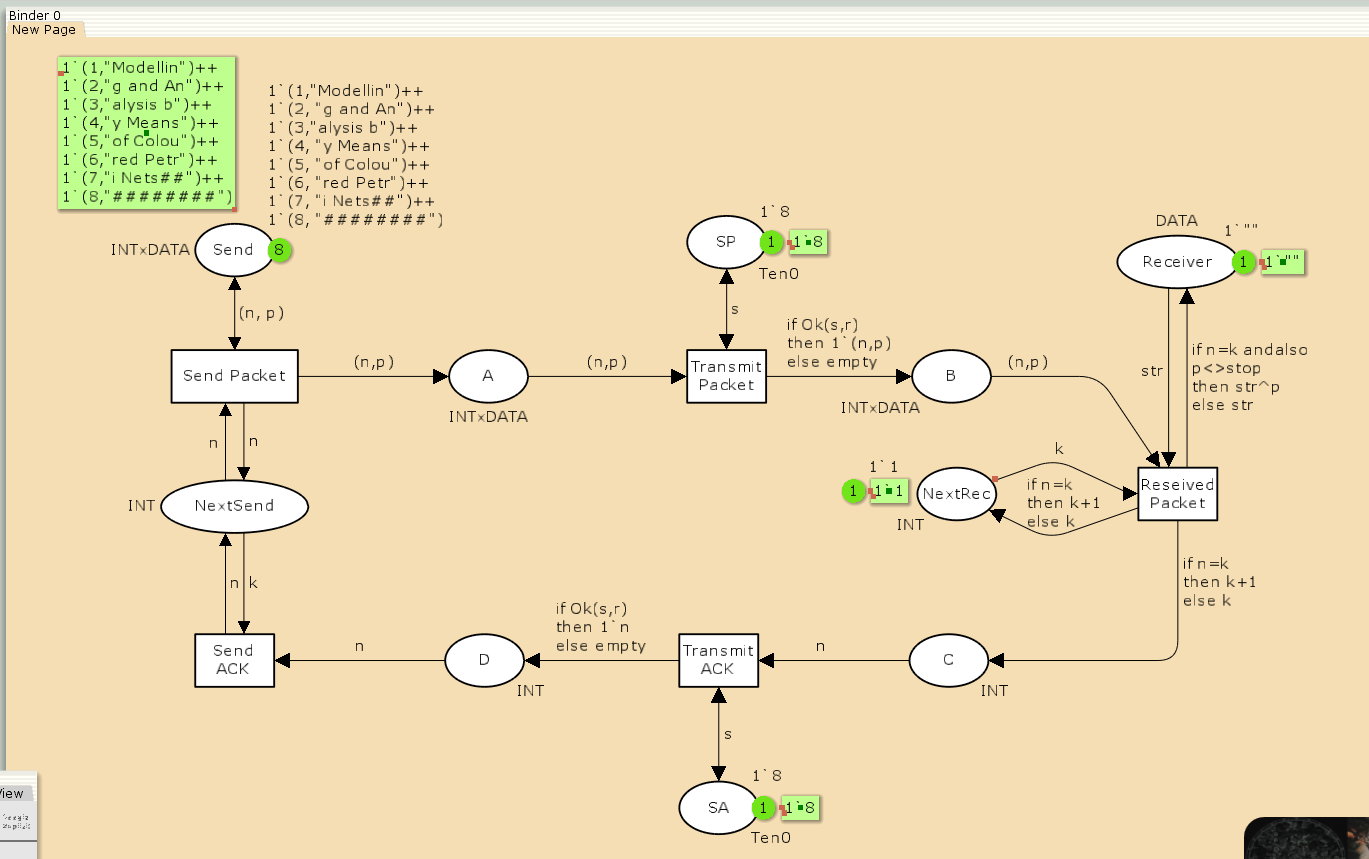 Binder 0
New Page
1`(1,"Modellin")++
1`(2,"g and An")++
1`(3,"alysis b")++
1`(4,"y Means")++
1`(5,"of Colou")++
1`(6,"red Petr")++
1`(7,"i Nets##")++
1`(8,"########")
1`(1,"Modellin")++
1`(2, "g and An")++
1`(3,"alysis b")++
1`(4, "y Means")++
1`(5, "of Colou")++
1`(6, "red Petr")++
1`(7, "i Nets##")++
1`(8, "########")
INTxDATA
Send
8
(n, p)
1`8
SP
1
1`8
Ten0
s
DATA
1`""
Receiver
1
1`""
Send Packet
(n,p)
A
INTxDATA
(n,p)
Transmit
Packet
if Ok(s,r)
then 1`(n,p)
else empty
B
INTxDATA
(n,p)
str
if n=k andalso
p<>stop
then str^p
else str
n
n
INT
NextSend
1`1
1
1`1
NextRec
INT
k
if n=k
then k+1
else k
Reseived
Packet
if n=k
then k+1
else k
n
k
Send
ACK
n
D
INT
if Ok(s,r)
then 1`n
else empty
Transmit
ACK
n
C
INT
s
1`8
SA
1
1`8
Ten0
View